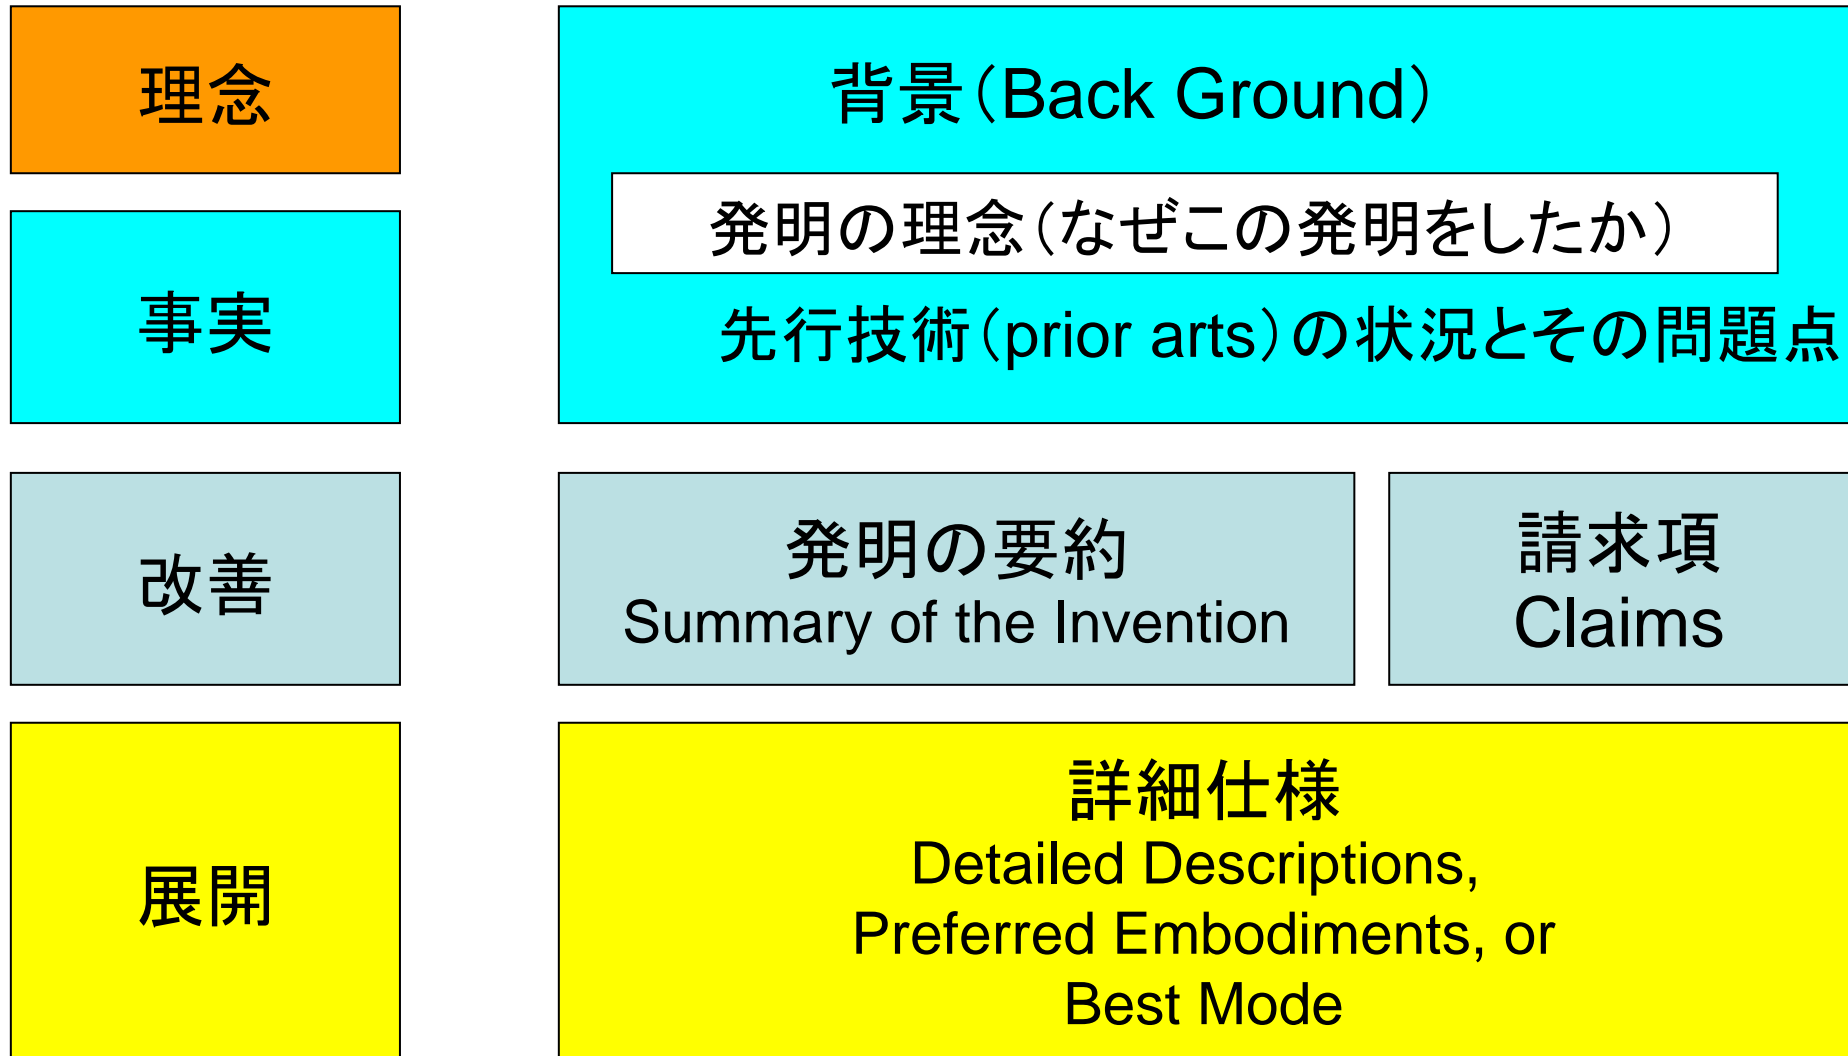 理念
背景(Back Ground)
発明の理念(なぜこの発明をしたか)
事実
先行技術(prior arts)の状況とその問題点
改善
発明の要約
Summary of the Invention
請求項
Claims
展開
詳細仕様
Detailed Descriptions,
Preferred Embodiments, or
Best Mode